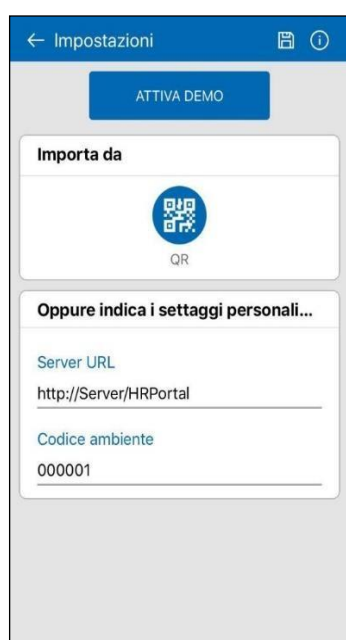 Impostazioni
ATTIVA DEMO
Importa da
QR
Oppure indica i settaggi personali...
Server URL
http://Server/HRPortal
Codice ambiente
000001